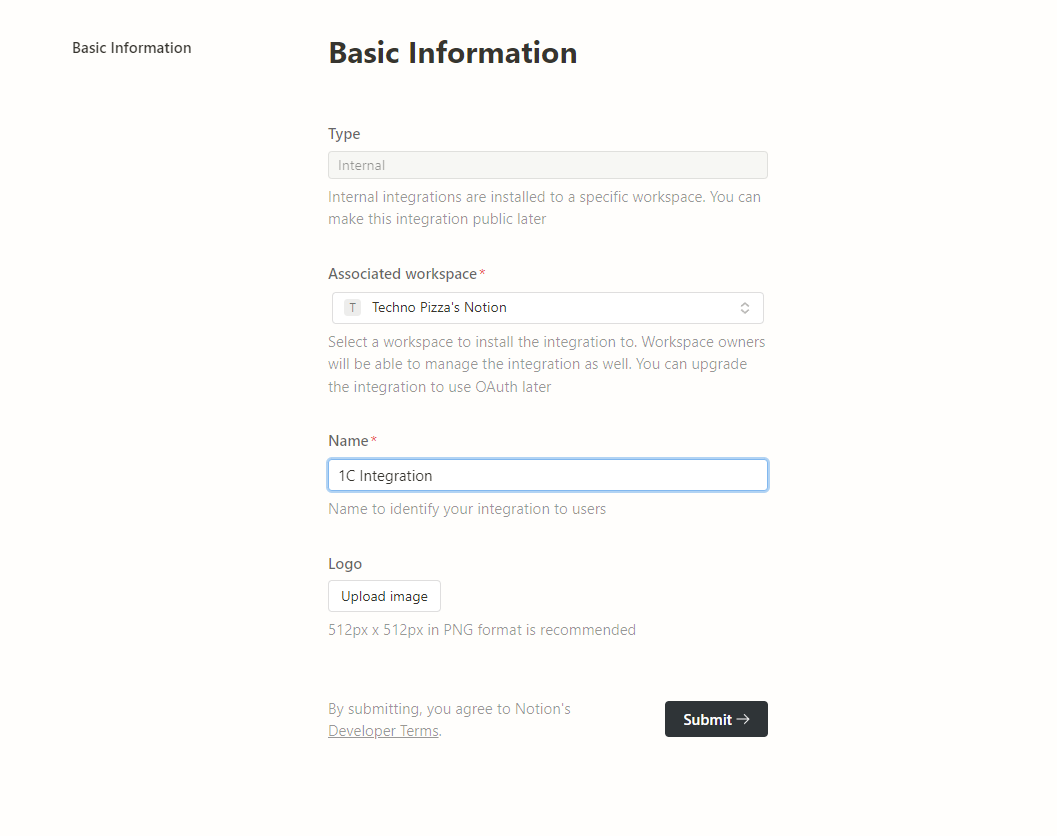 Basic Information
Basic Information
Type
Internal
Internal integrations are installed to a specific workspace. You can
make this integration public later
Associated workspace*
T Techno Pizza's Notion
Select a workspace to install the integration to. Workspace owners
will be able to manage the integration as well. You can upgrade
the integration to use OAuth later
Name*
1C Integration
Name to identify your integration to users
Logo
Upload image
512px x 512px in PNG format is recommended
By submitting, you agree to Notion's
Developer Terms.
Submit →